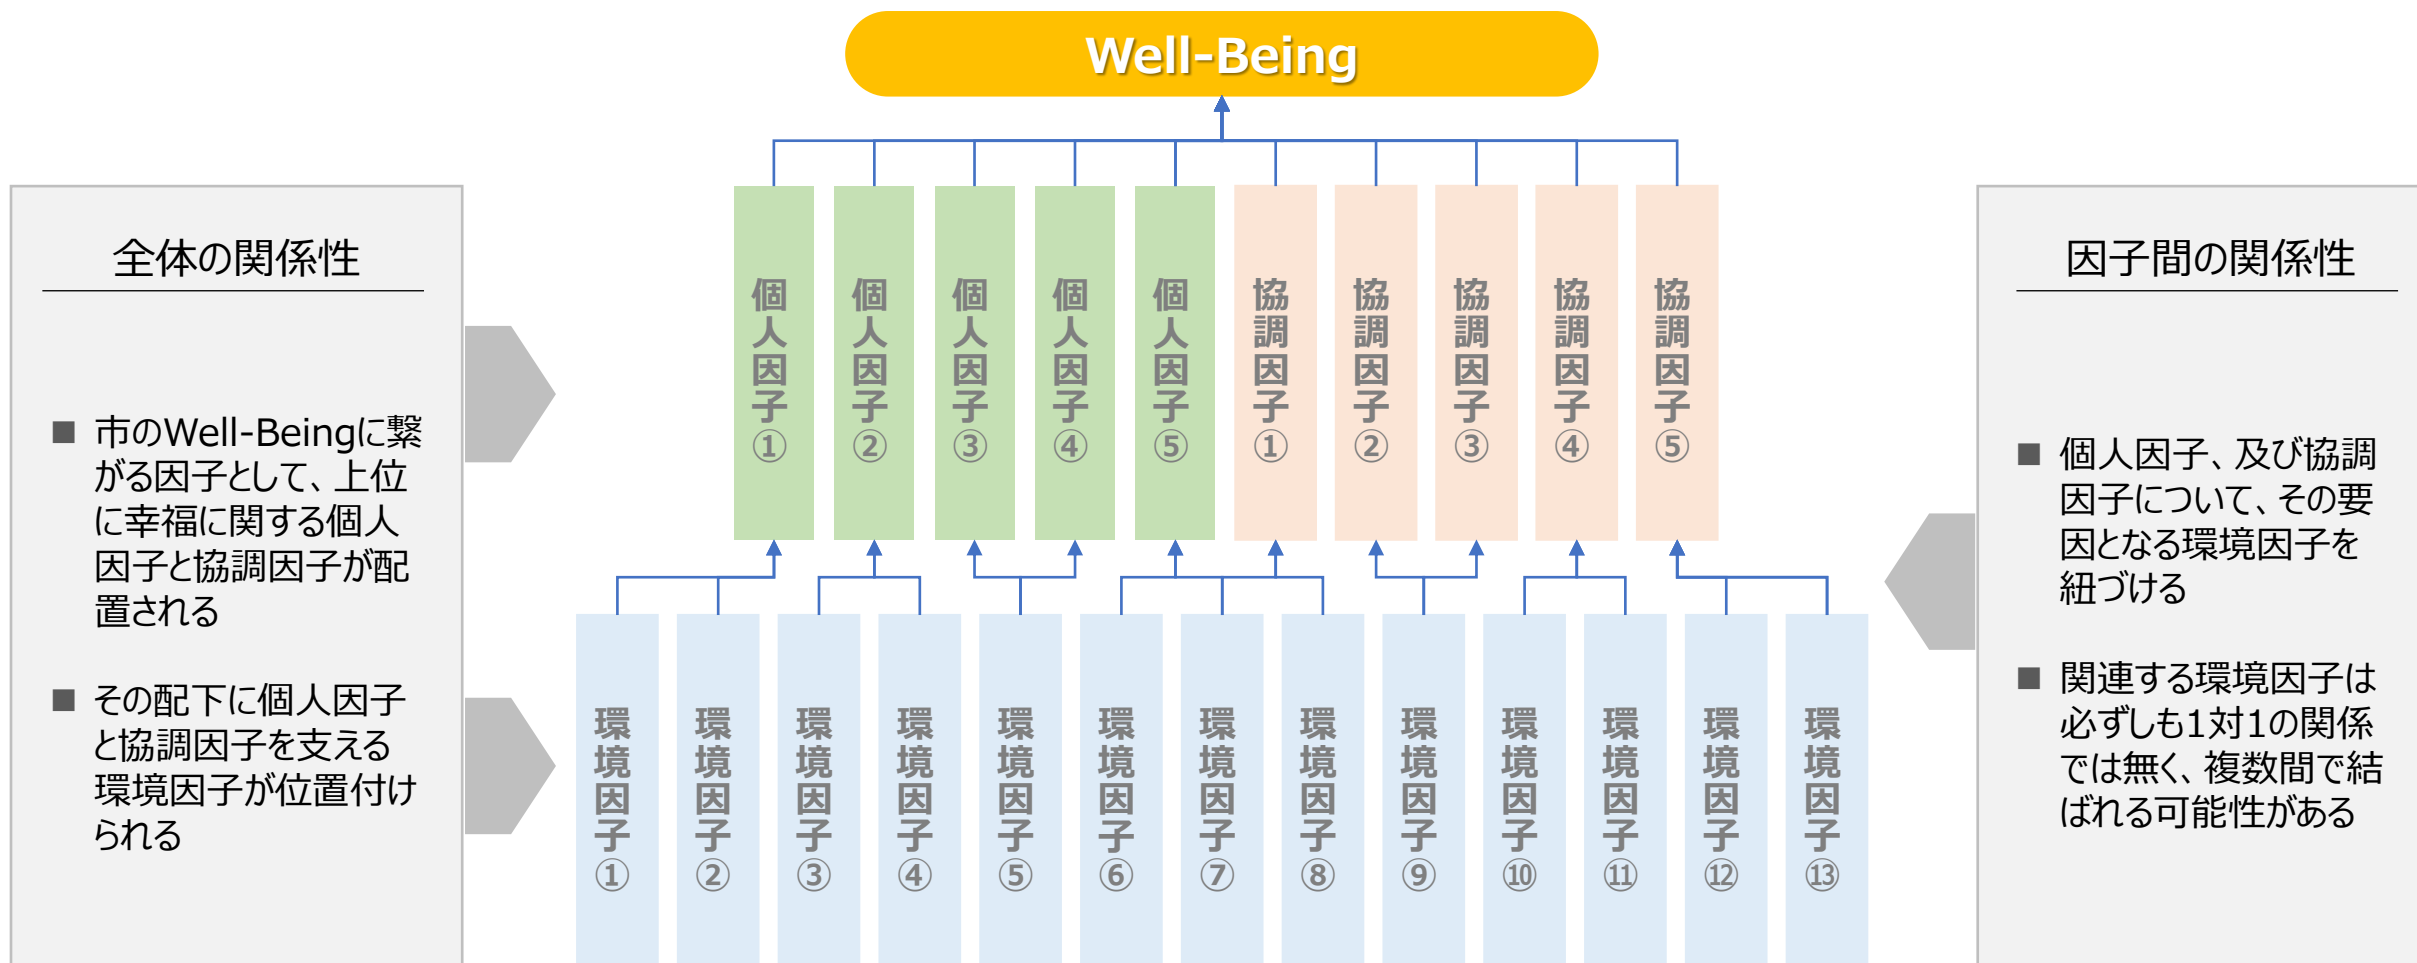 Well-Being
全体の関係性
■ 市のWell-Beingに繋
がる因子として、上位
に幸福に関する個人
因子と協調因子が配
置される
■ その配下に個人因子
と協調因子を支える
環境因子が位置付け
られる
個人因子①
個人因子②
個人因子③
個人因子④
個人因子⑤
協調因子①
協調因子②
協調因子③
協調因子④
協調因子⑤
環境因子①
環境因子②
環境因子③
環境因子④
環境因子⑤
環境因子⑥
環境因子⑦
環境因子⑧
環境因子⑨
環境因子⑩
環境因子⑪
環境因子⑫
環境因子⑬
因子間の関係性
■ 個人因子、及び協調
因子について、その要
因となる環境因子を
紐づける
■ 関連する環境因子は
必ずしも1対1の関係
では無く、複数間で結
ばれる可能性がある